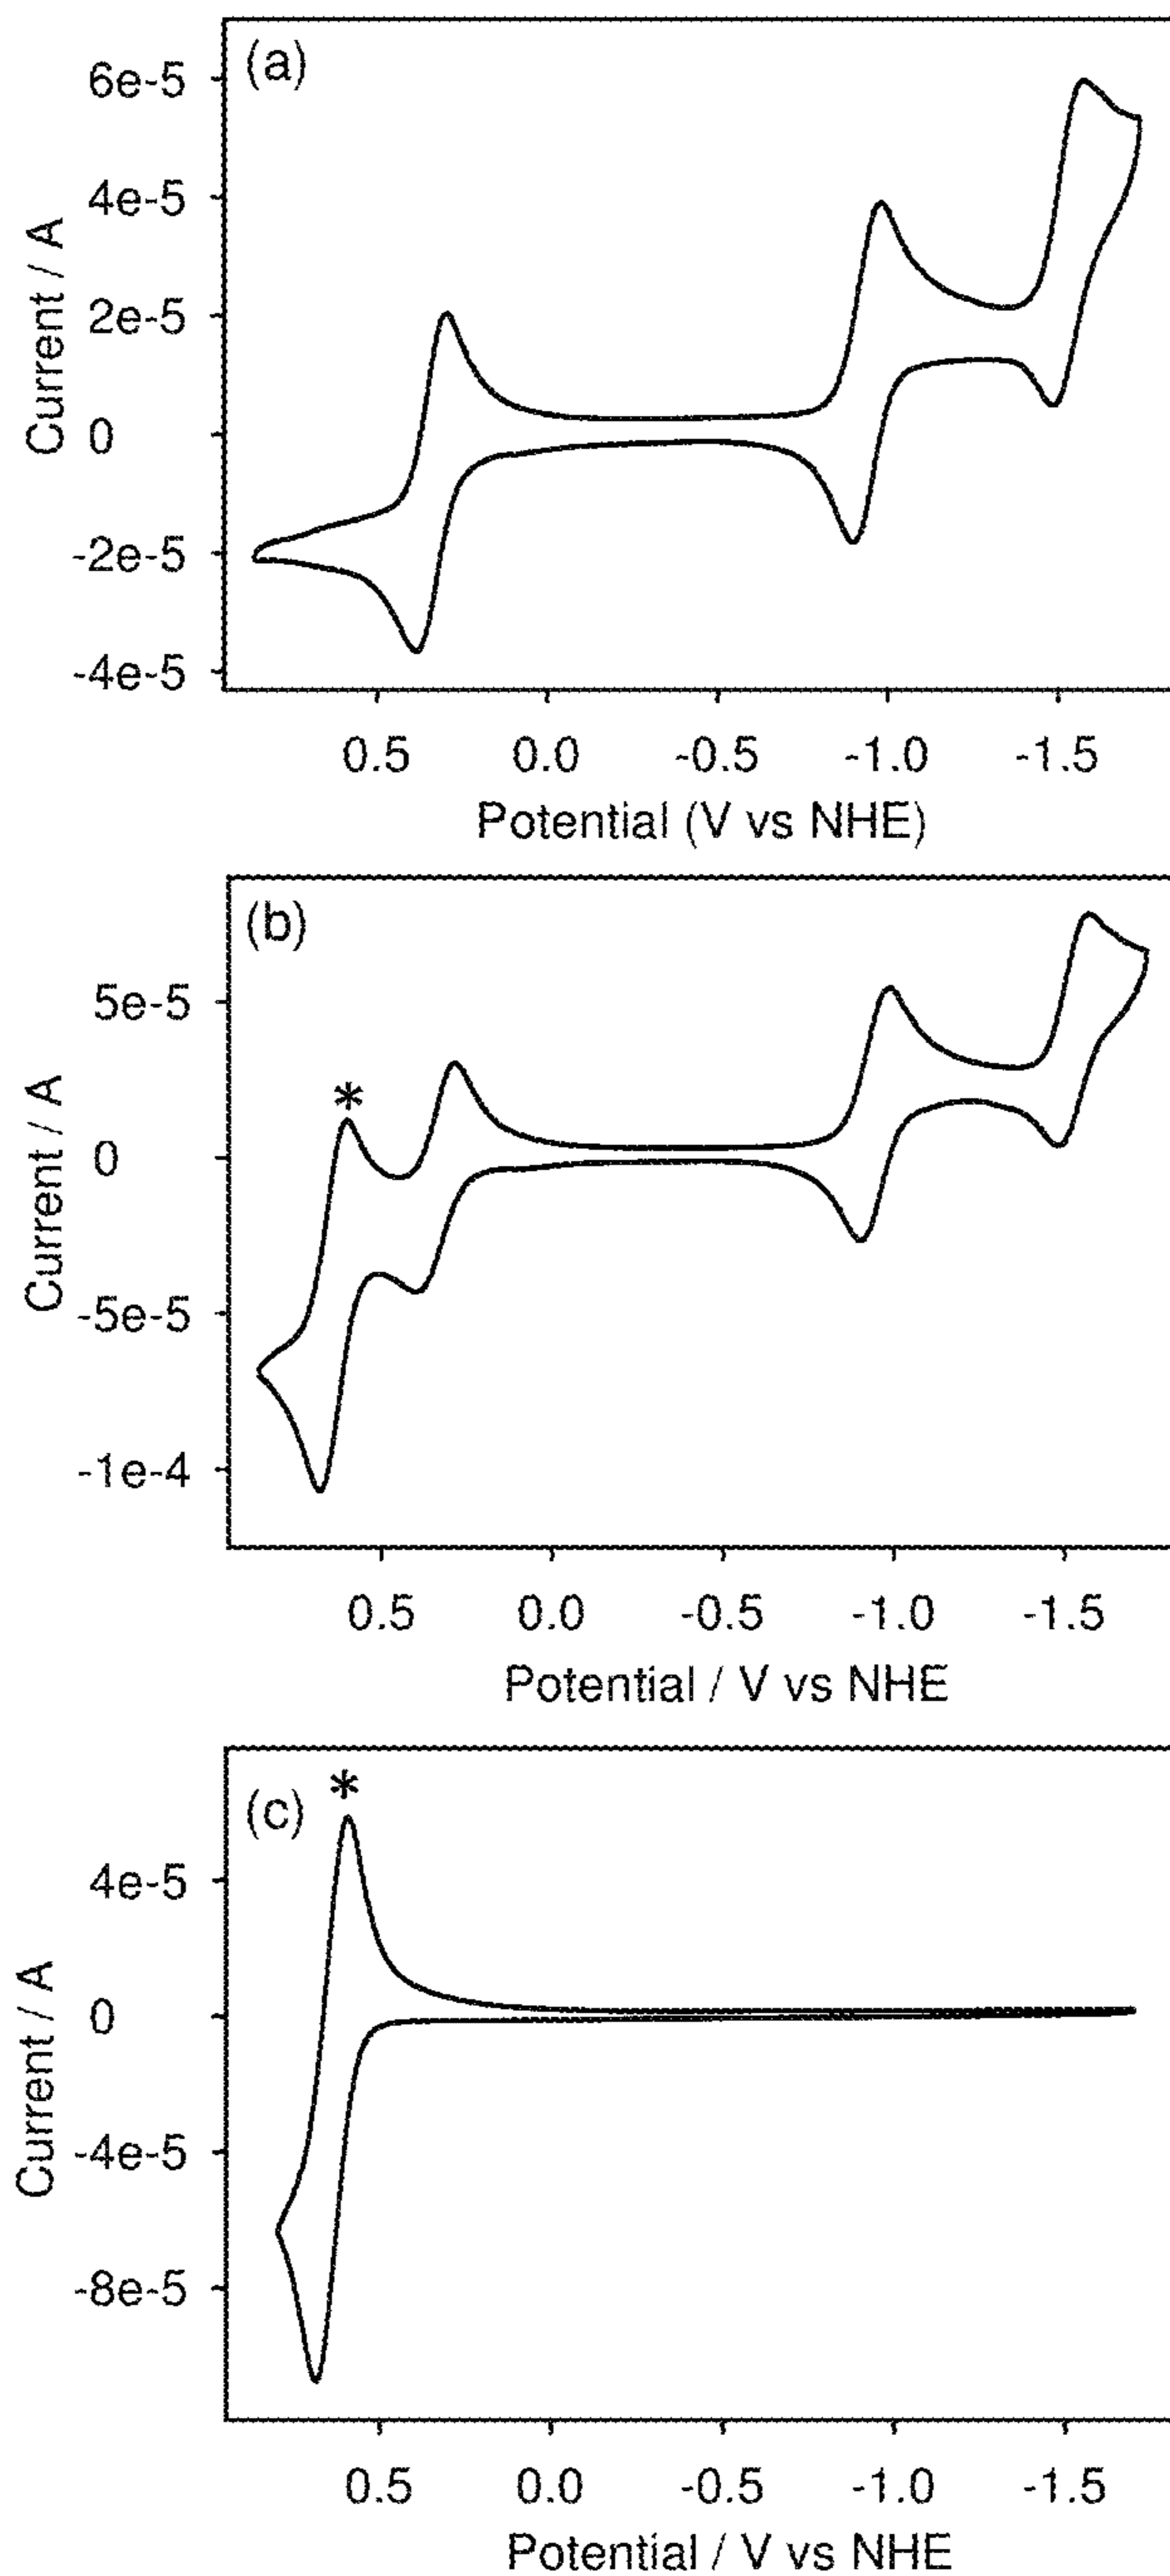 (a)
6e-5
4e-5
2e-5
0
-2e-5
-4e-5
Current / A
0.5 0.0 -0.5 -1.0 -1.5
Potential (V vs NHE)
(b)
*
5e-5
0
-5e-5
-1e-4
Current / A
0.5 0.0 -0.5 -1.0 -1.5
Potential / V vs NHE
(c)
*
4e-5
0
-4e-5
-8e-5
Current / A
0.5 0.0 -0.5 -1.0 -1.5
Potential / V vs NHE